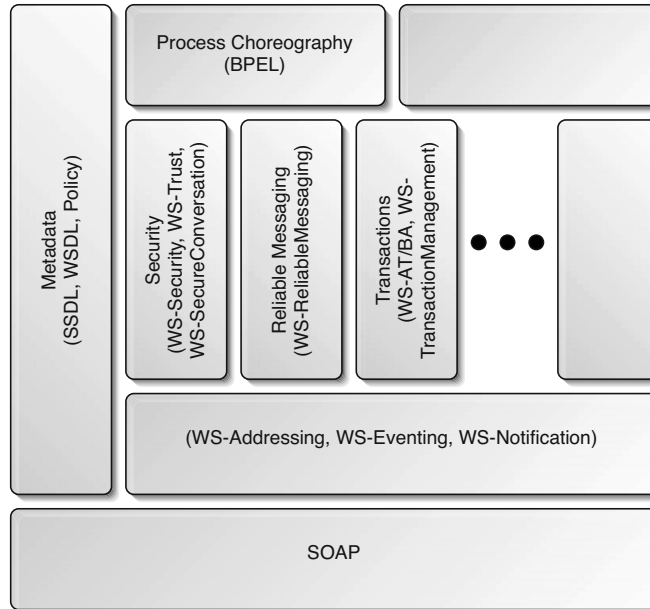 Process Choreography
(BPEL)
Metadata
(SSDL, WSDL, Policy)
Security
(WS-Security, WS-Trust,
WS-SecureConversation)
Reliable Messaging
(WS-ReliableMessaging)
Transactions
(WS-AT/BA, WS-
TransactionManagement)
(WS-Addressing, WS-Eventing, WS-Notification)
SOAP